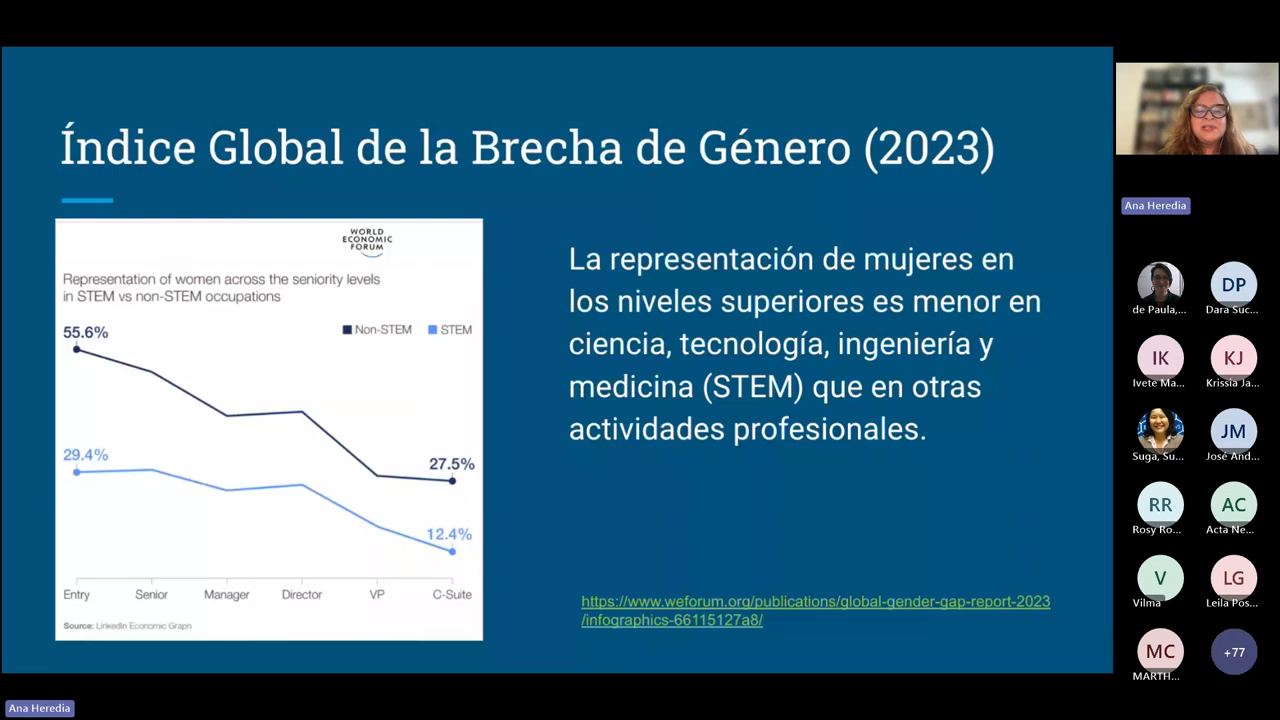 Índice Global de la Brecha de Género (2023)
WORLD
ECONOMIC
FORUM
Representation of women across the seniority levels
in STEM vs non-STEM occupations
55.6%
Non-STEM
STEM
29.4%
27.5%
12.4%
Entry
Senior
Manager
Director
VP
C-Suite
Source: LinkedIn Economic Graph
La representación de mujeres en
los niveles superiores es menor en
ciencia, tecnología, ingeniería y
medicina (STEM) que en otras
actividades profesionales.
https://www.weforum.org/publications/global-gender-gap-report-2023
/infographics-66115127a8/
Ana Heredia
de Paula,...
DP
Dara Suc...
IK
Ivete Ma...
KJ
Krissia Ja...
Suga, Su...
JM
José And...
RR
Rosy Ro...
AC
Acta Ne...
V
Vilma
LG
Leila Pos...
MC
MARTH...
+77
Ana Heredia